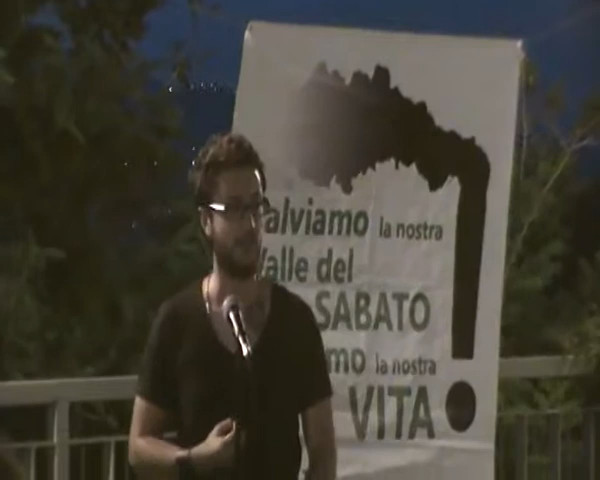 alviamo la nostra
alle del
SABATO
mo la nostra
VITA